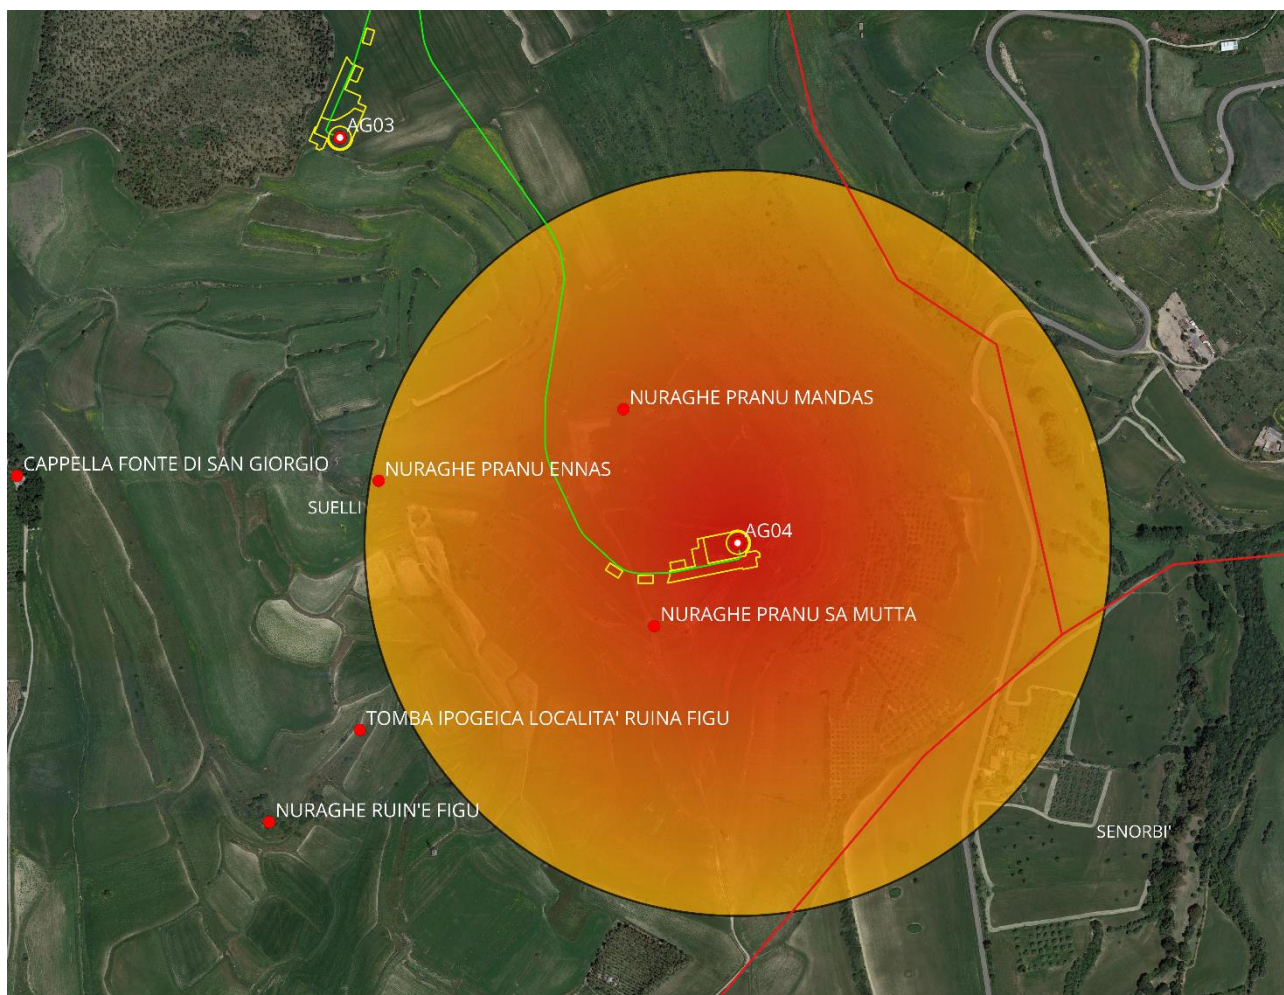 AG03
NURAGHE PRANU MANDAS
CAPPELLA FONTE DI SAN GIORGIO
NURAGHE PRANU ENNAS
SUELLI
AG04
NURAGHE PRANU SA MUTTA
TOMBA IPOGEICA LOCALITA' RUINA FIGU
NURAGHE RUIN'E FIGU
SENORBI'